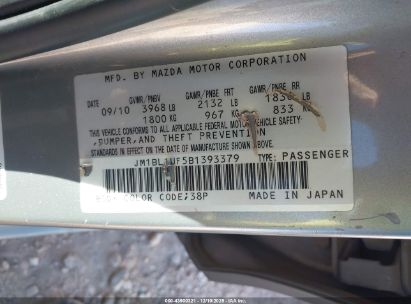 MFD. BY MAZDA MOTOR CORPORATION
DATE GVWR/PNBV GAWR/PNBE FRT GAWR/PNBE RR
09/10 3968 LB 2132 LB 1836 LB
1800 KG 967 KG 833 KG
THIS VEHICLE CONFORMS TO ALL APPLICABLE FEDERAL MOTOR VEHICLE SAFETY,
BUMPER, AND THEFT PREVENTION
STANDARDS IN EFFECT ON THE DATE OF MANUFACTURE SHOWN ABOVE.
TYPE: PASSENGER
COLOR CODE: 38P MADE IN JAPAN